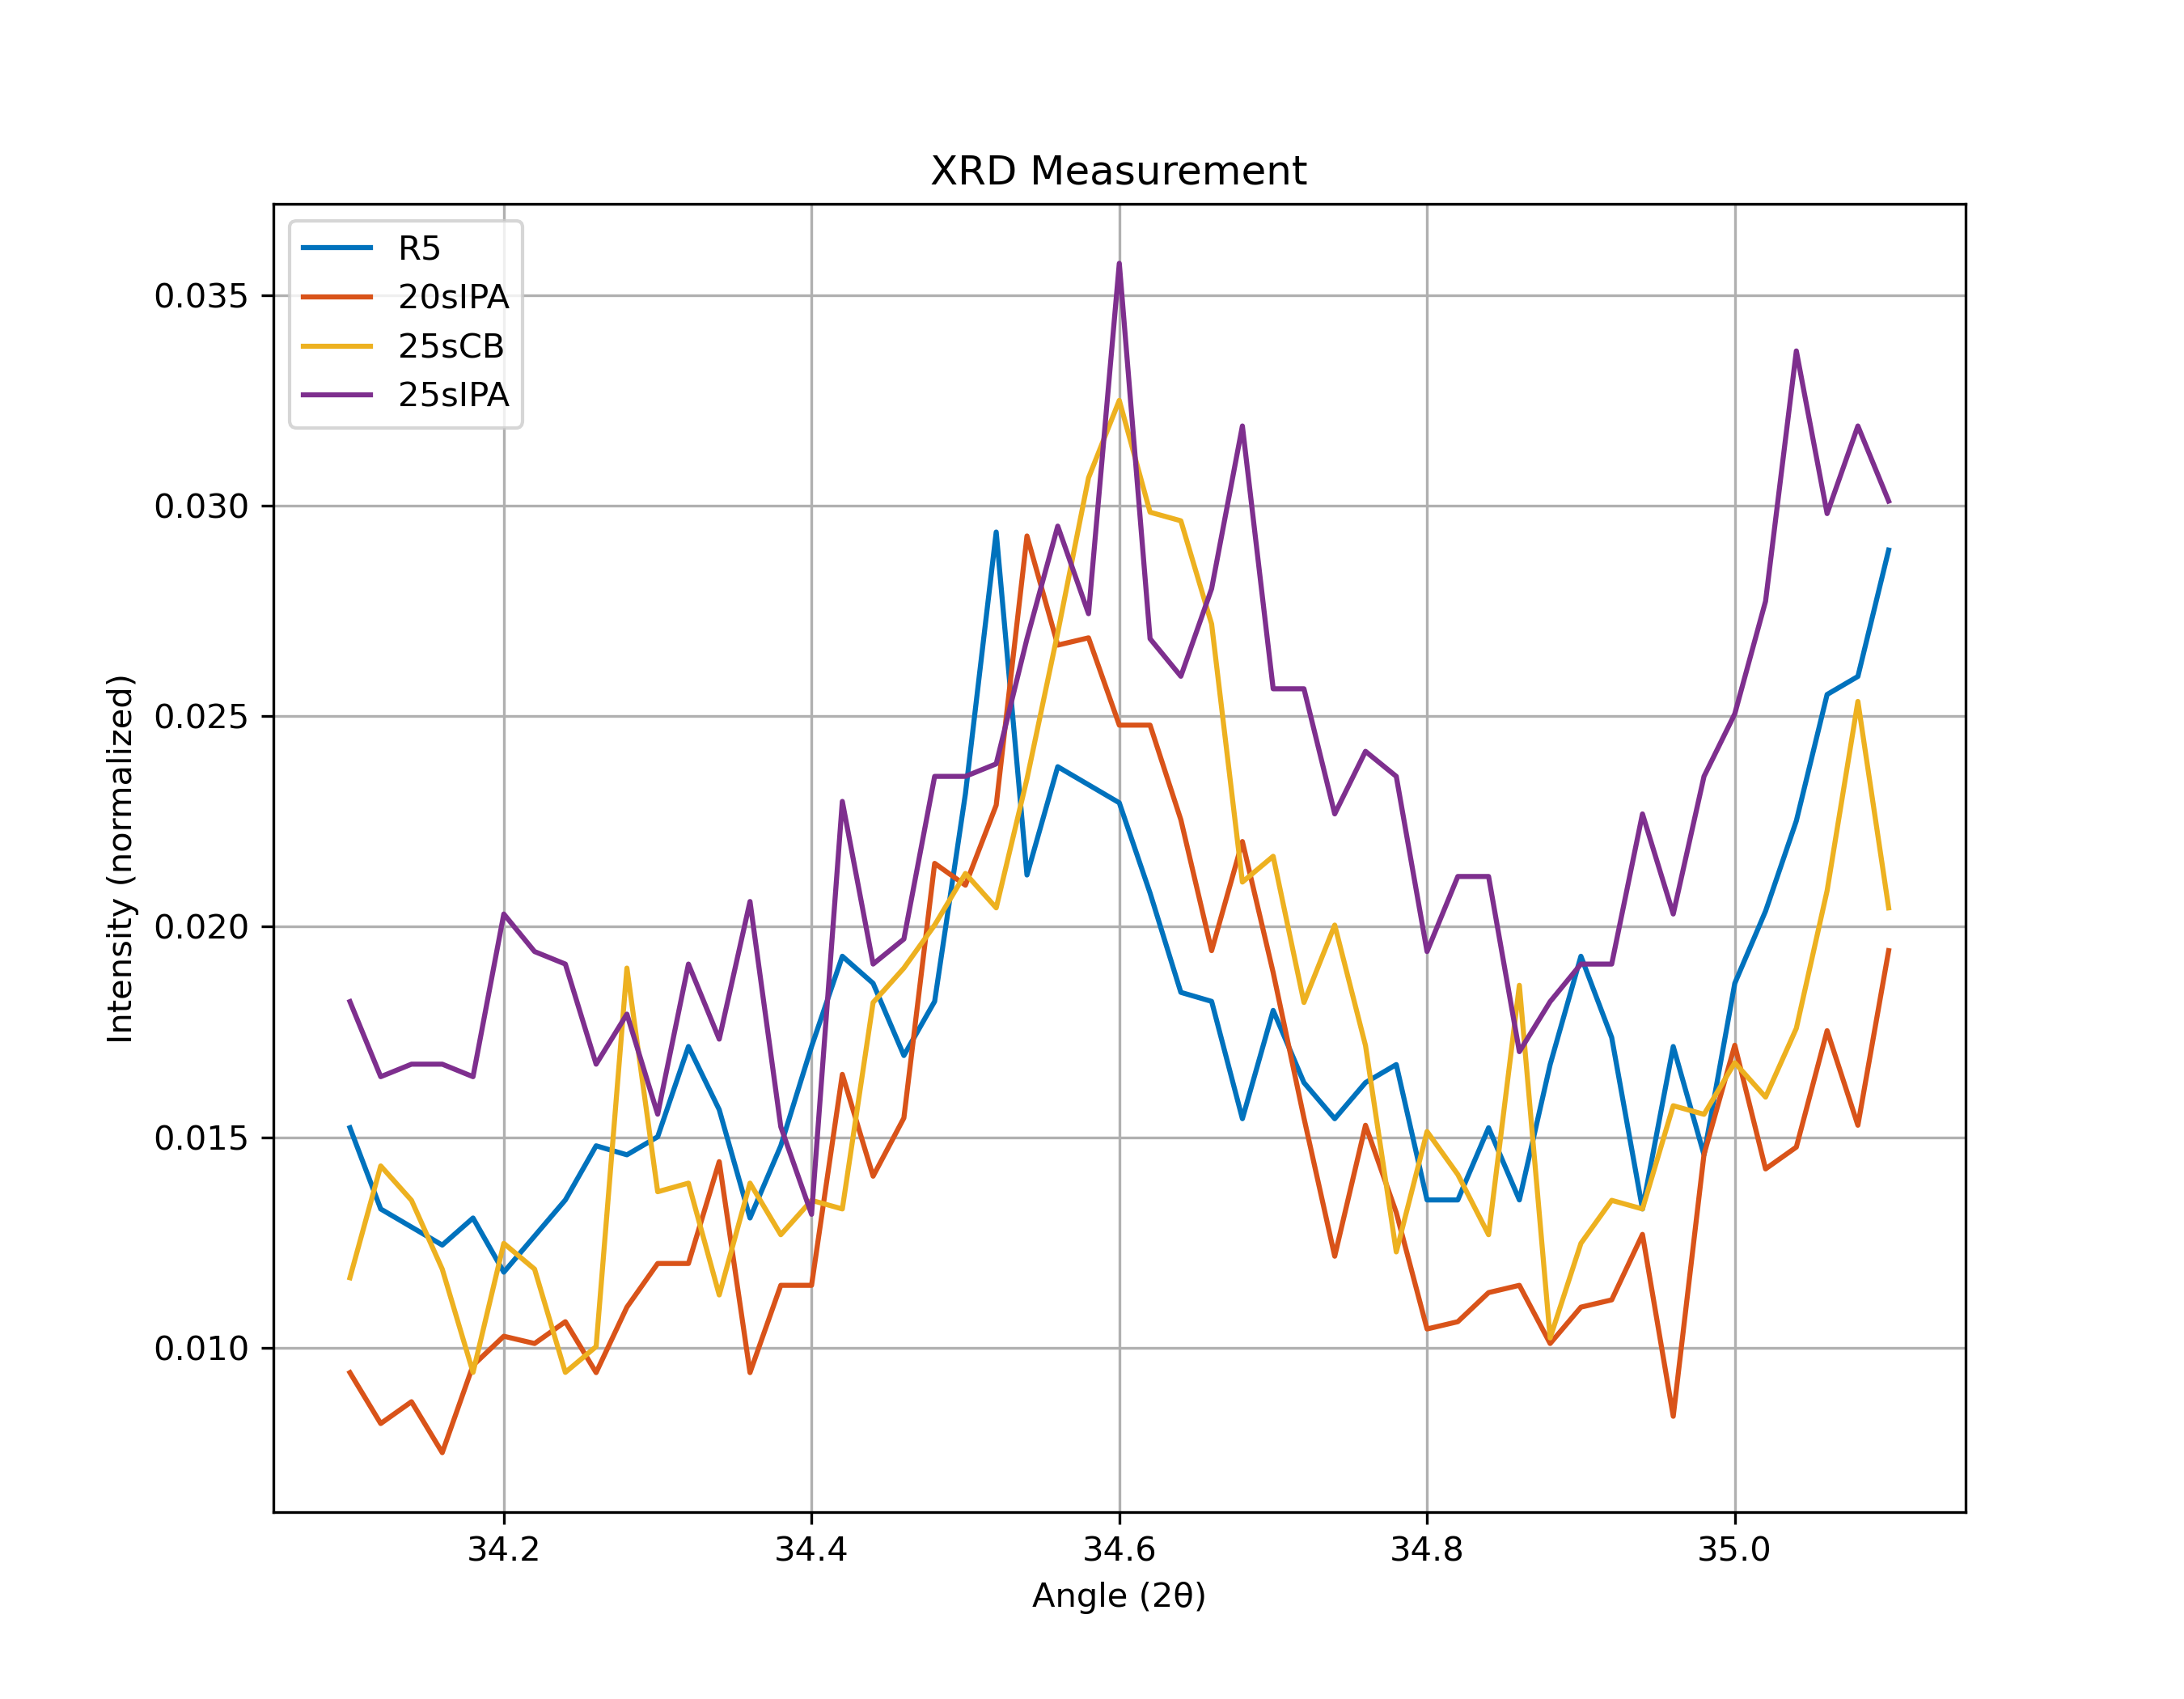 XRD Measurement
R5
20sIPA
25sCB
25sIPA
0.035
0.030
0.025
0.020
0.015
0.010
Intensity (normalized)
34.2 34.4 34.6 34.8 35.0
Angle (2θ)